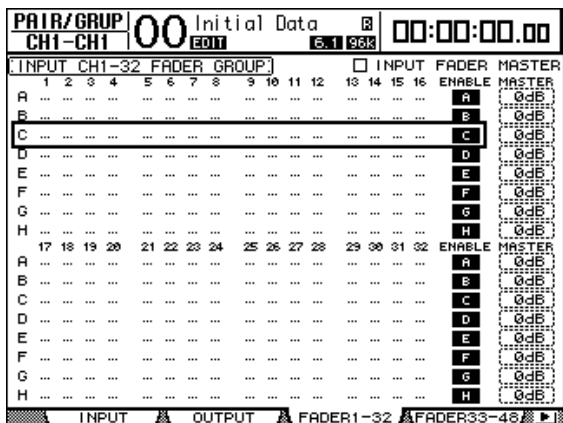 PAIR/GRUP 00 Initial Data B 00:00:00.00
CH1-CH1 EDIT 6.1 96k
INPUT CH1-32 FADER GROUP INPUT FADER MASTER
1 2 3 4 5 6 7 8 9 10 11 12 13 14 15 16 ENABLE MASTER
A ... ... ... ... ... ... ... ... ... ... ... ... ... ... ... ... A 0dB
B ... ... ... ... ... ... ... ... ... ... ... ... ... ... ... ... B 0dB
C ... ... ... ... ... ... ... ... ... ... ... ... ... ... ... ... C 0dB
D ... ... ... ... ... ... ... ... ... ... ... ... ... ... ... ... D 0dB
E ... ... ... ... ... ... ... ... ... ... ... ... ... ... ... ... E 0dB
F ... ... ... ... ... ... ... ... ... ... ... ... ... ... ... ... F 0dB
G ... ... ... ... ... ... ... ... ... ... ... ... ... ... ... ... G 0dB
H ... ... ... ... ... ... ... ... ... ... ... ... ... ... ... ... H 0dB
17 18 19 20 21 22 23 24 25 26 27 28 29 30 31 32 ENABLE MASTER
A ... ... ... ... ... ... ... ... ... ... ... ... ... ... ... ... A 0dB
B ... ... ... ... ... ... ... ... ... ... ... ... ... ... ... ... B 0dB
C ... ... ... ... ... ... ... ... ... ... ... ... ... ... ... ... C 0dB
D ... ... ... ... ... ... ... ... ... ... ... ... ... ... ... ... D 0dB
E ... ... ... ... ... ... ... ... ... ... ... ... ... ... ... ... E 0dB
F ... ... ... ... ... ... ... ... ... ... ... ... ... ... ... ... F 0dB
G ... ... ... ... ... ... ... ... ... ... ... ... ... ... ... ... G 0dB
H ... ... ... ... ... ... ... ... ... ... ... ... ... ... ... ... H 0dB
INPUT OUTPUT FADER1-32 FADER33-48